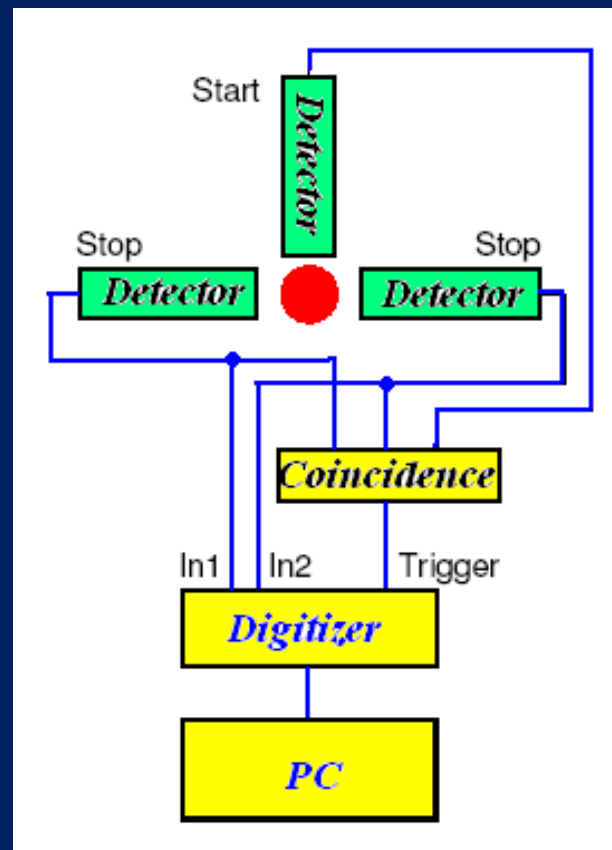 Start
Detector
Stop
Stop
Detector
Detector
Coincidence
In1
In2
Trigger
Digitizer
PC